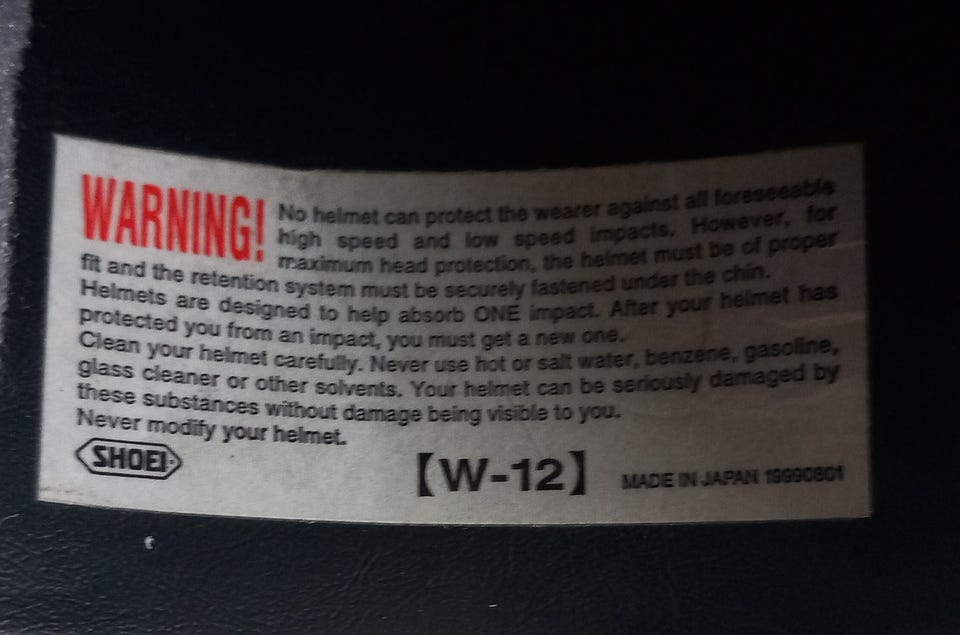 WARNING! No helmet can protect the wearer against all foreseeable
high speed and low speed impacts. However, for
maximum head protection, the helmet must be of proper
fit and the retention system must be securely fastened under the chin.
Helmets are designed to help absorb ONE impact. After your helmet has
protected you from an impact, you must get a new one.
Clean your helmet carefully. Never use hot or salt water, benzene, gasoline,
glass cleaner or other solvents. Your helmet can be seriously damaged by
these substances without damage being visible to you.
Never modify your helmet.
SHOEI 【W-12】 MADE IN JAPAN 19990801